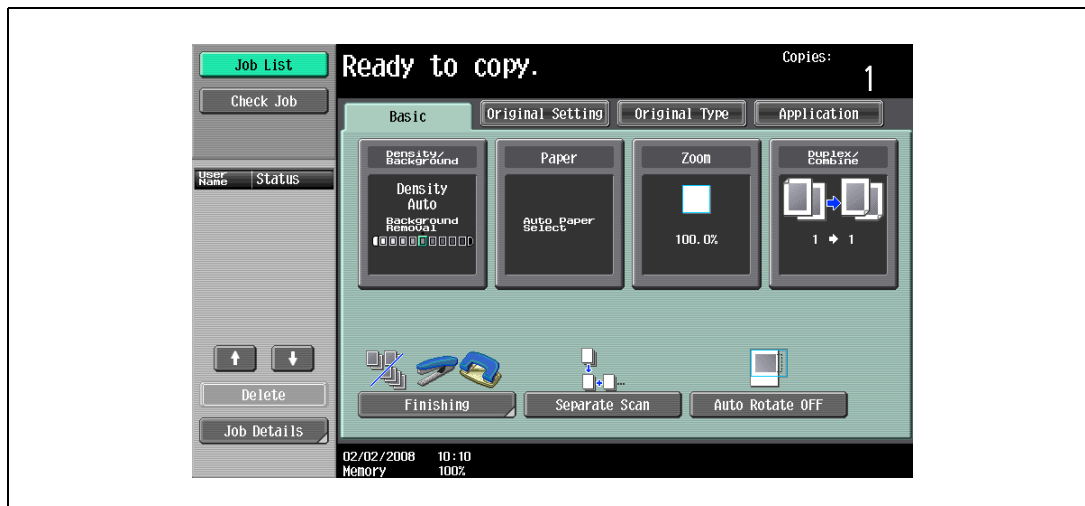 Job List
Check Job
User Name Status
Delete
Job Details
Ready to copy.
Copies:
1
Basic
Original Setting
Original Type
Application
Density/
Background
Density
Auto
Background
Removal
Paper
Auto Paper
Select
Zoom
100.0%
Duplex/
Combine
1 → 1
Finishing
Separate Scan
Auto Rotate OFF
02/02/2008 10:10
Memory 100%